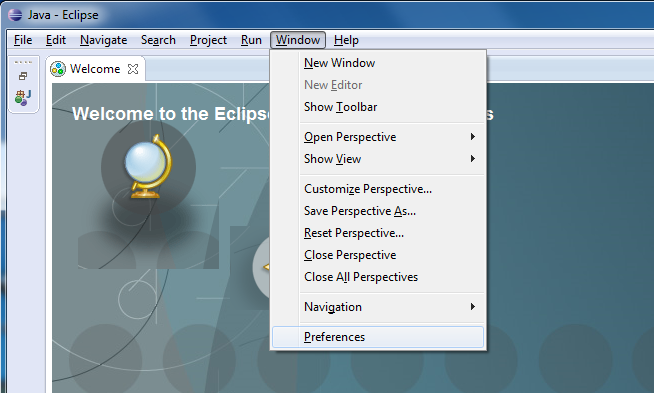 Java - Eclipse
File Edit Navigate Search Project Run Window Help
Welcome
Welcome to the Eclips
New Window
New Editor
Show Toolbar
Open Perspective
Show View
Customize Perspective...
Save Perspective As...
Reset Perspective...
Close Perspective
Close All Perspectives
Navigation
Preferences